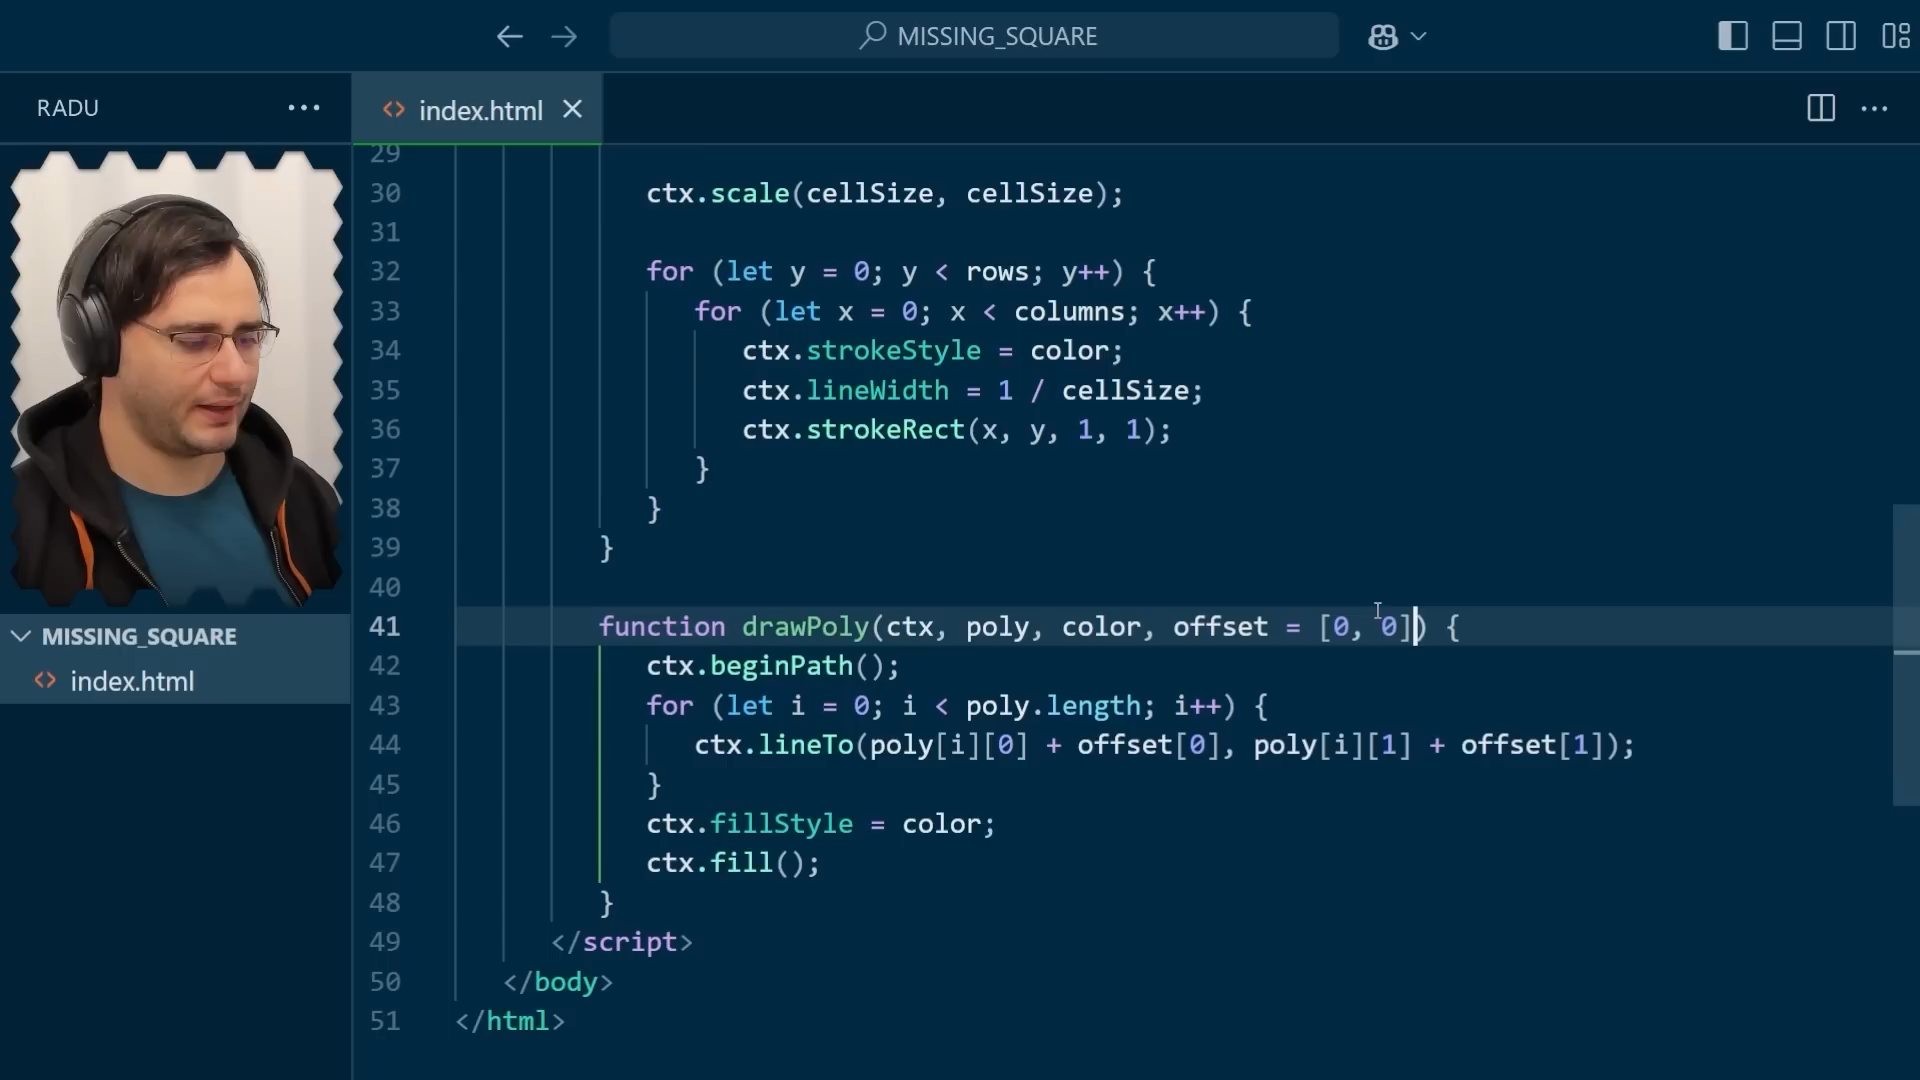 MISSING_SQUARE
RADU
index.html
29
30 ctx.scale(cellSize, cellSize);
31
32 for (let y = 0; y < rows; y++) {
33 for (let x = 0; x < columns; x++) {
34 ctx.strokeStyle = color;
35 ctx.lineWidth = 1 / cellSize;
36 ctx.strokeRect(x, y, 1, 1);
37 }
38 }
39 }
40
41 function drawPoly(ctx, poly, color, offset = [0, 0]) {
42 ctx.beginPath();
43 for (let i = 0; i < poly.length; i++) {
44 ctx.lineTo(poly[i][0] + offset[0], poly[i][1] + offset[1]);
45 }
46 ctx.fillStyle = color;
47 ctx.fill();
48 }
49 </script>
50 </body>
51 </html>
MISSING_SQUARE
index.html